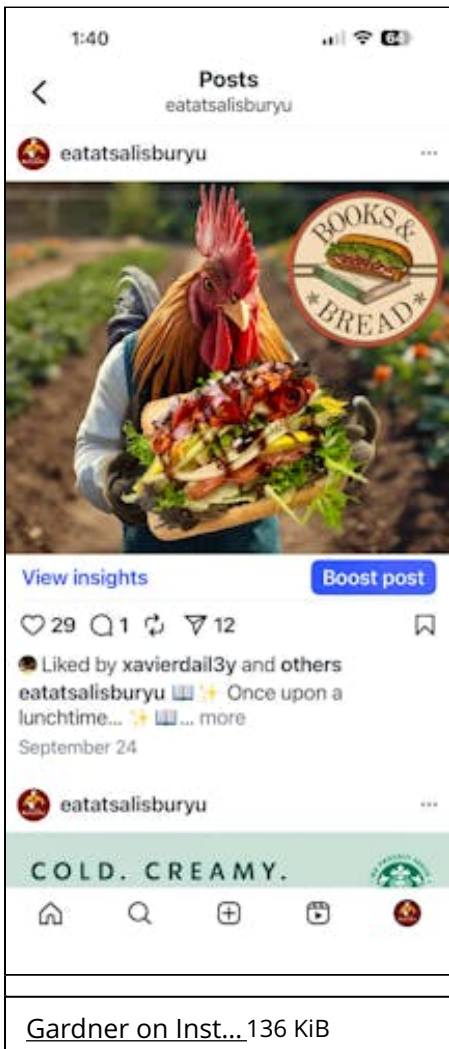 1:40
64
Posts
eatatsalisburyu
eatatsalisburyu
BOOKS &
BREAD
View insights
Boost post
29 1 12
Liked by xavierdail3y and others
eatatsalisburyu 📖✨ Once upon a
lunchtime... ✨📖... more
September 24
eatatsalisburyu
COLD. CREAMY.
Gardner on Inst... 136 KiB